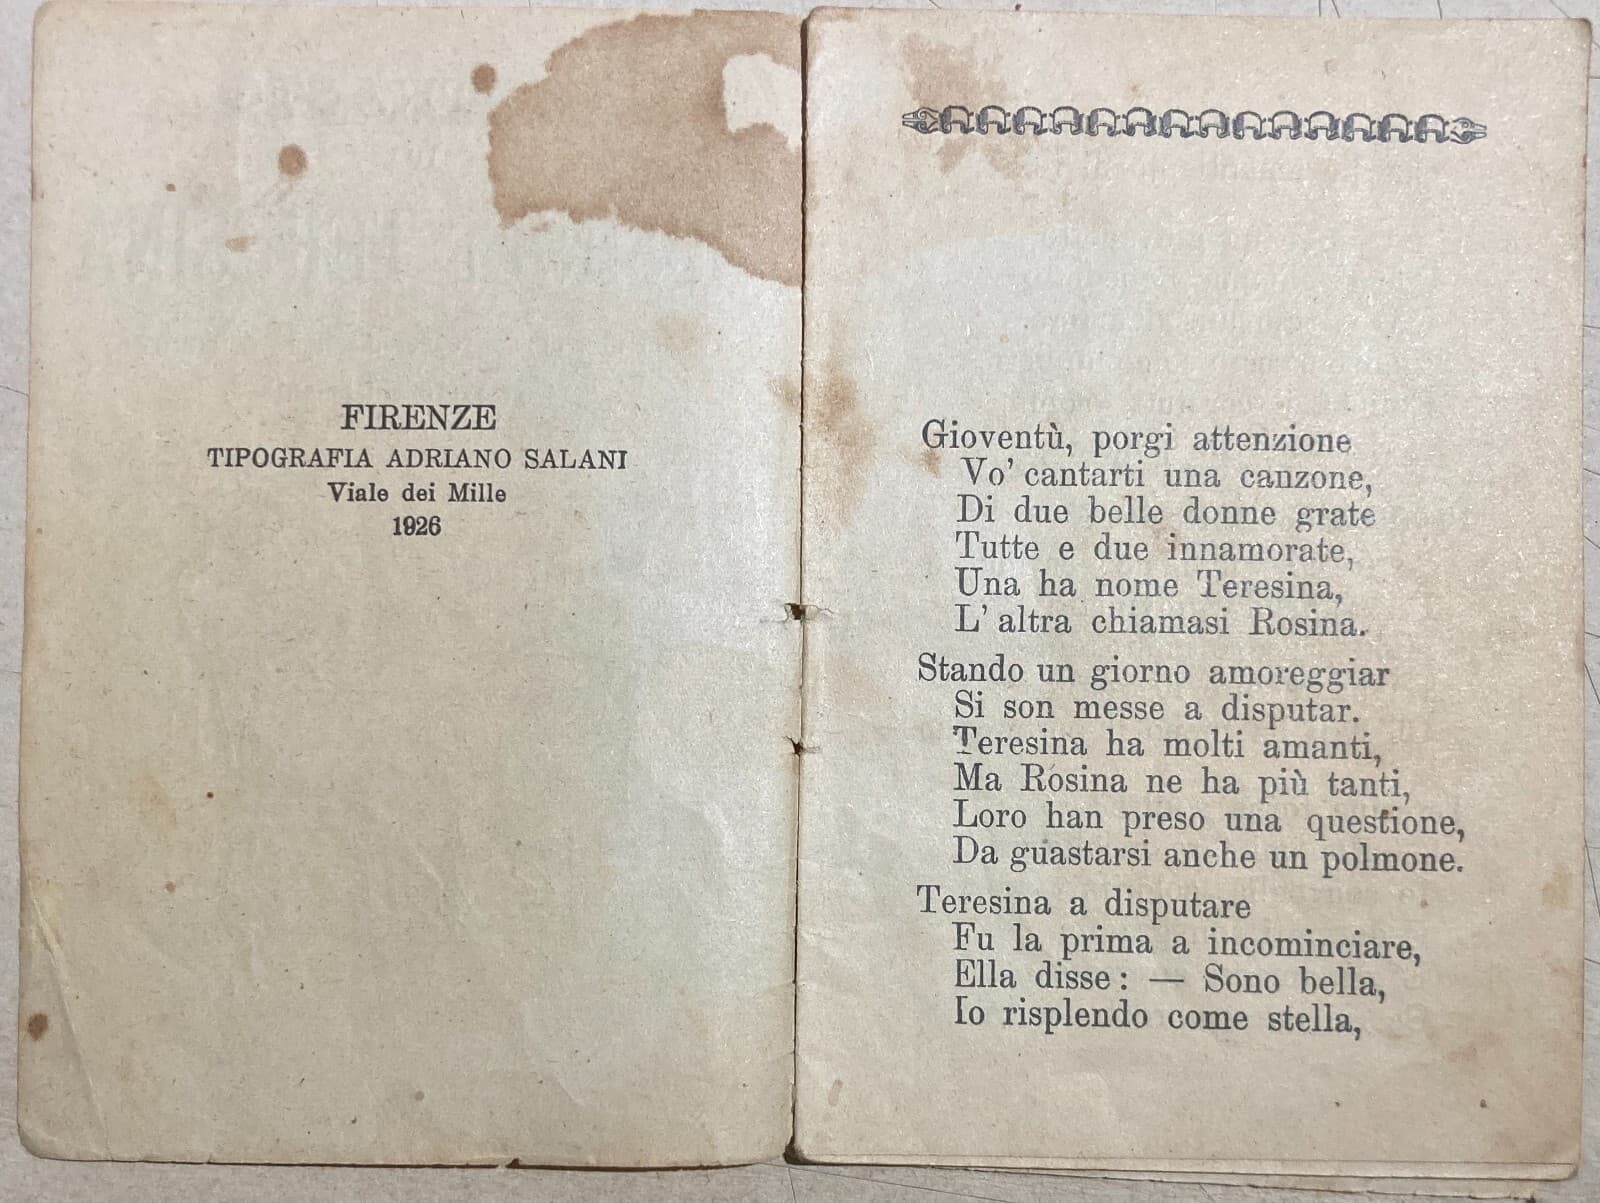 FIRENZE
TIPOGRAFIA ADRIANO SALANI
Viale dei Mille
1926
Gioventù, porgi attenzione
Vo' cantarti una canzone,
Di due belle donne grate
Tutte e due innamorate,
Una ha nome Teresina,
L' altra chiamasi Rosina.
Stando un giorno amoreggiar
Si son messe a disputar.
Teresina ha molti amanti,
Ma Rosina ne ha più tanti,
Loro han preso una questione,
Da guastarsi anche un polmone.
Teresina a disputare
Fu la prima a incominciare,
Ella disse: — Sono bella,
Io risplendo come stella,